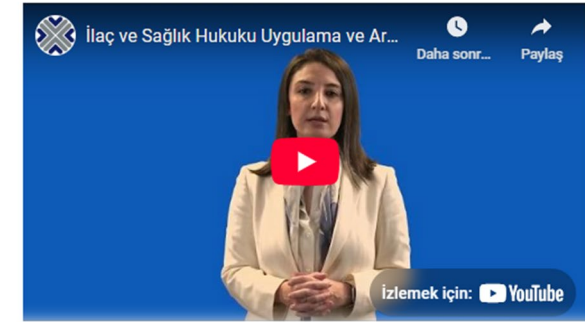 İlaç ve Sağlık Hukuku Uygulama ve Ar...
Daha sonr...
Paylaş
İzlemek için: YouTube